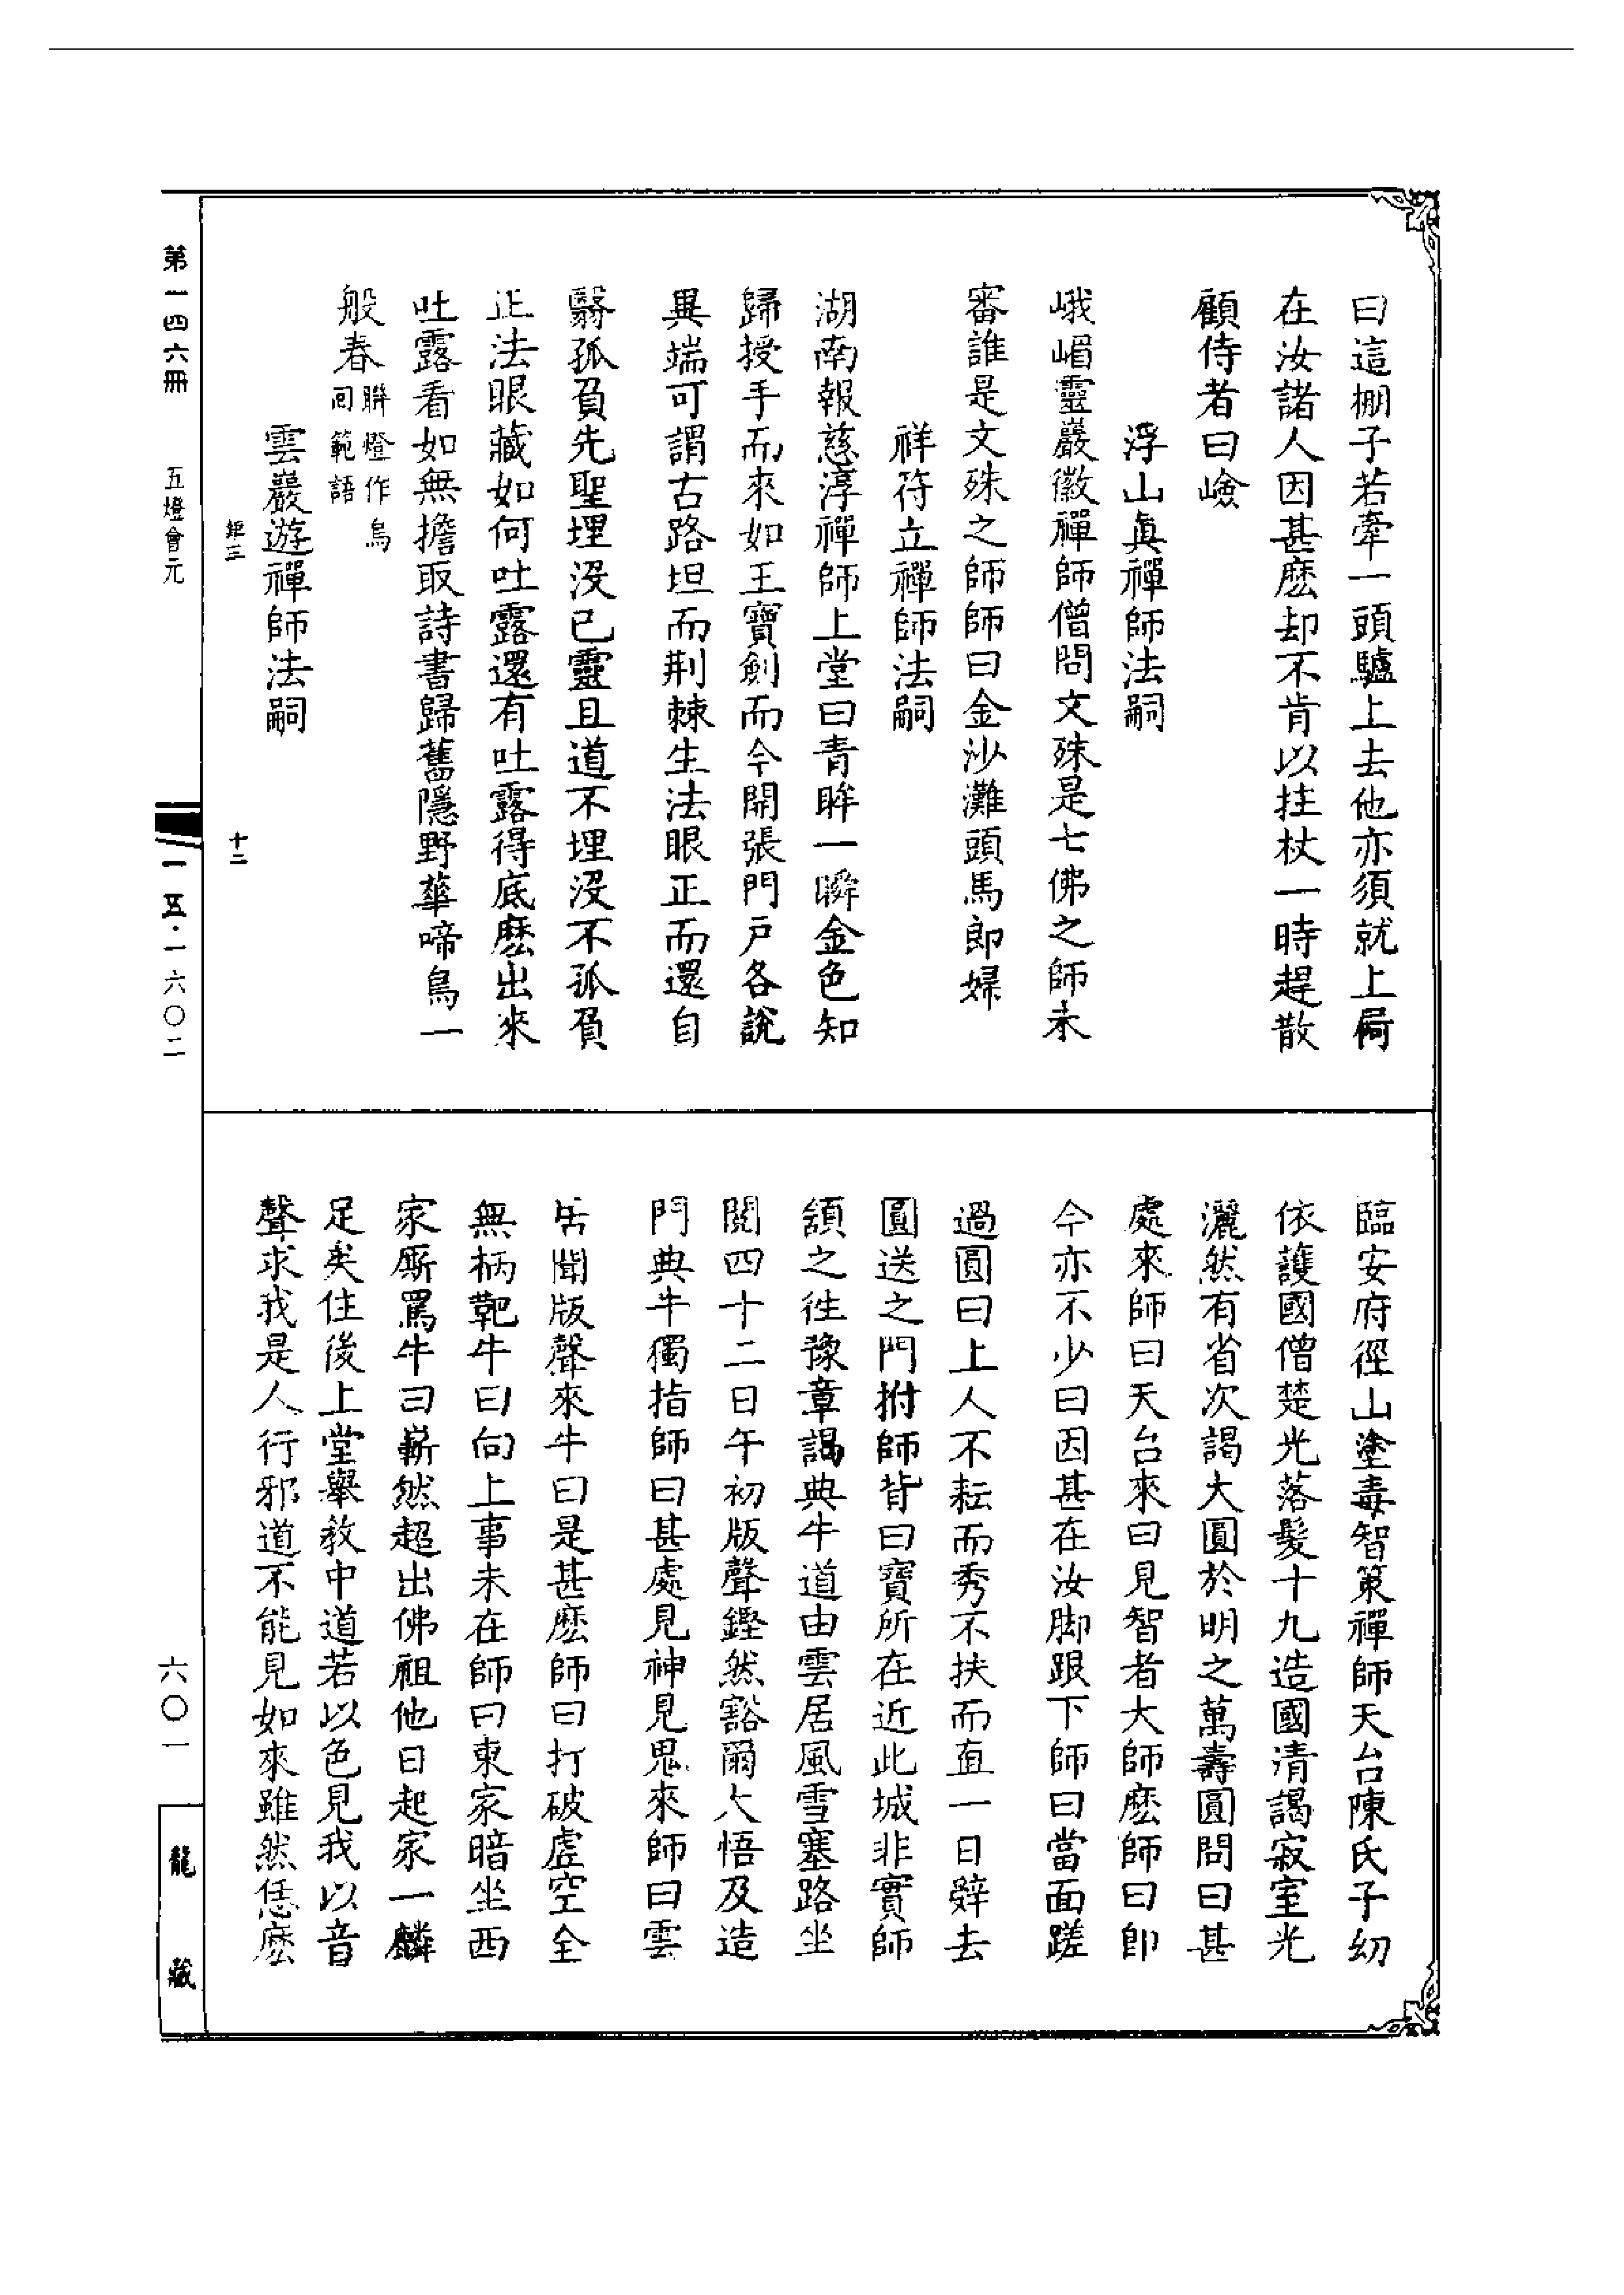 曰這棚子若牽一頭驢上去他亦須就上屙
在汝諸人因甚麽却不肯以拄杖一時趕散
顧侍者曰嶮
浮山眞禪師法嗣
峨嵋靈巖徽禪師僧問文殊是七佛之師未
審誰是文殊之師師曰金沙灘頭馬郎婦
祥符立禪師法嗣
湖南報慈淳禪師上堂曰青眸一瞬金色知
歸授手而來如王寶劍而今開張門戶各說
異端可謂古路坦而荆棘生法眼正而還自
翳孤負先聖埋没已靈且道不埋没不孤負
正法眼藏如何吐露還有吐露得底麽出來
吐露看如無擔取詩書歸舊隱野華啼鳥一
般春聯燈作烏回範語
雲巖遊禪師法嗣
鉅三 十二
第一四六冊 五燈會元 一五·一六〇二
臨安府徑山塗毒智策禪師天台陳氏子幼
依護國僧楚光落髮十九造國清謁寂室光
灑然有省次謁大圓於明之萬壽圓問曰甚
處來師曰天台來曰見智者大師麽師曰卽
今亦不少曰因甚在汝脚跟下師曰當面蹉
過圓曰上人不耘而秀不扶而直一日辭去
圓送之門拊師背曰寶所在近此城非實師
頷之往豫章謁典牛道由雲居風雪塞路坐
閱四十二日午初版聲鏗然豁爾大悟及造
門典牛獨指師曰甚處見神見鬼來師曰雲
居聞版聲來牛曰是甚麽師曰打破虛空全
無柄靶牛曰向上事未在師曰東家暗坐西
家厮罵牛曰嶄然超出佛祖他日起家一麟
足矣住後上堂舉敎中道若以色見我以音
聲求我是人行邪道不能見如來雖然恁麽
六〇一 龍藏